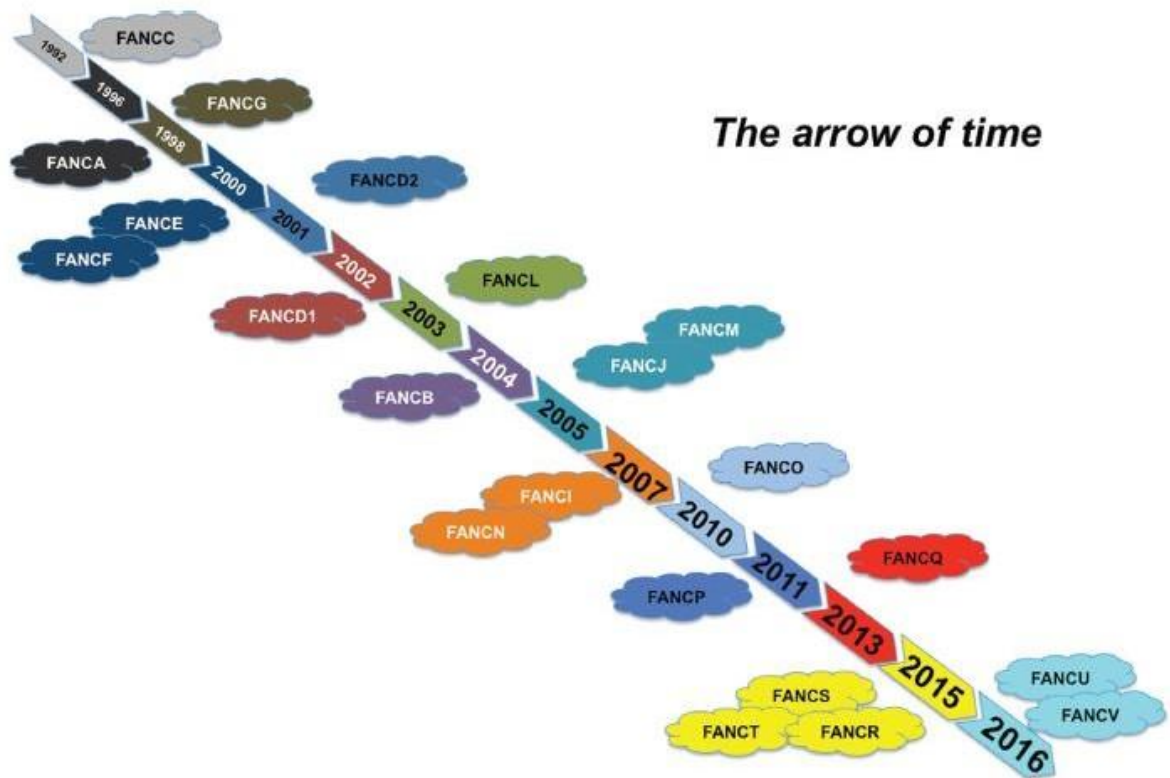 1992
FANCC
1996
FANCG
1998
The arrow of time
FANCA
2000
FANCD2
FANCE
2001
FANCF
2002
FANCL
FANCD1
2003
FANCM
2004
FANCJ
FANCB
2005
FANCO
2007
FANCI
2010
FANCN
FANCQ
2011
FANCP
2013
2015
FANCU
FANCS
FANCV
FANCT
FANCR
2016